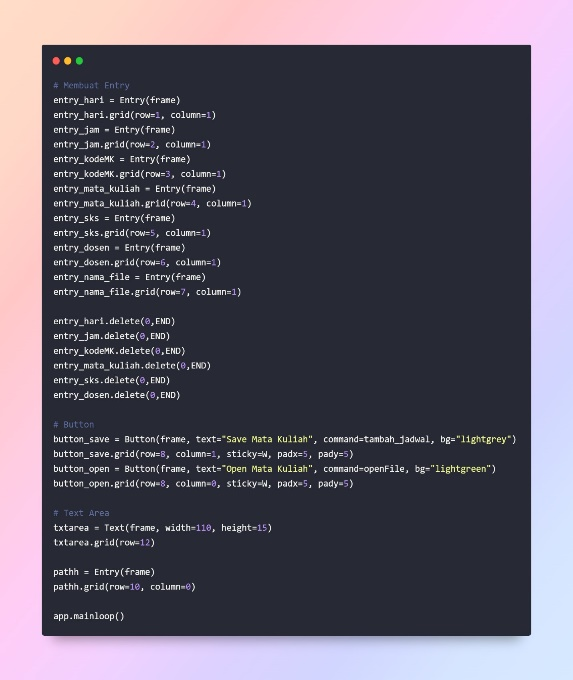 # Membuat Entry
entry_hari = Entry(frame)
entry_hari.grid(row=1, column=1)
entry_jam = Entry(frame)
entry_jam.grid(row=2, column=1)
entry_kodeMK = Entry(frame)
entry_kodeMK.grid(row=3, column=1)
entry_mata_kuliah = Entry(frame)
entry_mata_kuliah.grid(row=4, column=1)
entry_sks = Entry(frame)
entry_sks.grid(row=5, column=1)
entry_dosen = Entry(frame)
entry_dosen.grid(row=6, column=1)
entry_nama_file = Entry(frame)
entry_nama_file.grid(row=7, column=1)

entry_hari.delete(0,END)
entry_jam.delete(0,END)
entry_kodeMK.delete(0,END)
entry_mata_kuliah.delete(0,END)
entry_sks.delete(0,END)
entry_dosen.delete(0,END)

# Button
button_save = Button(frame, text="Save Mata Kuliah", command=tambah_jadwal, bg="lightgrey")
button_save.grid(row=8, column=1, sticky=W, padx=5, pady=5)
button_open = Button(frame, text="Open Mata Kuliah", command=openFile, bg="lightgreen")
button_open.grid(row=8, column=0, sticky=W, padx=5, pady=5)

# Text Area
txtarea = Text(frame, width=110, height=15)
txtarea.grid(row=12)

pathh = Entry(frame)
pathh.grid(row=10, column=0)

app.mainloop()